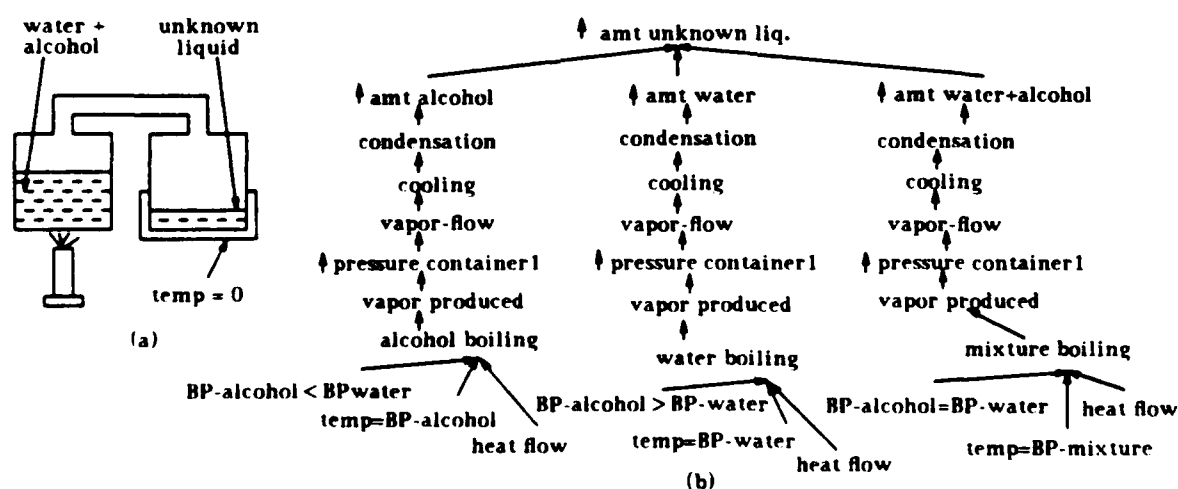 water +
alcohol
unknown
liquid
temp = 0
(a)
amt unknown liq.
amt alcohol
amt water
amt water+alcohol
condensation
condensation
condensation
cooling
cooling
cooling
vapor-flow
vapor-flow
vapor-flow
pressure container1
pressure container1
pressure container1
vapor produced
vapor produced
vapor produced
alcohol boiling
water boiling
mixture boiling
BP-alcohol < BPwater
temp=BP-alcohol
heat flow
BP-alcohol > BP-water
temp=BP-water
heat flow
BP-alcohol=BP-water
heat flow
temp=BP-mixture
(b)